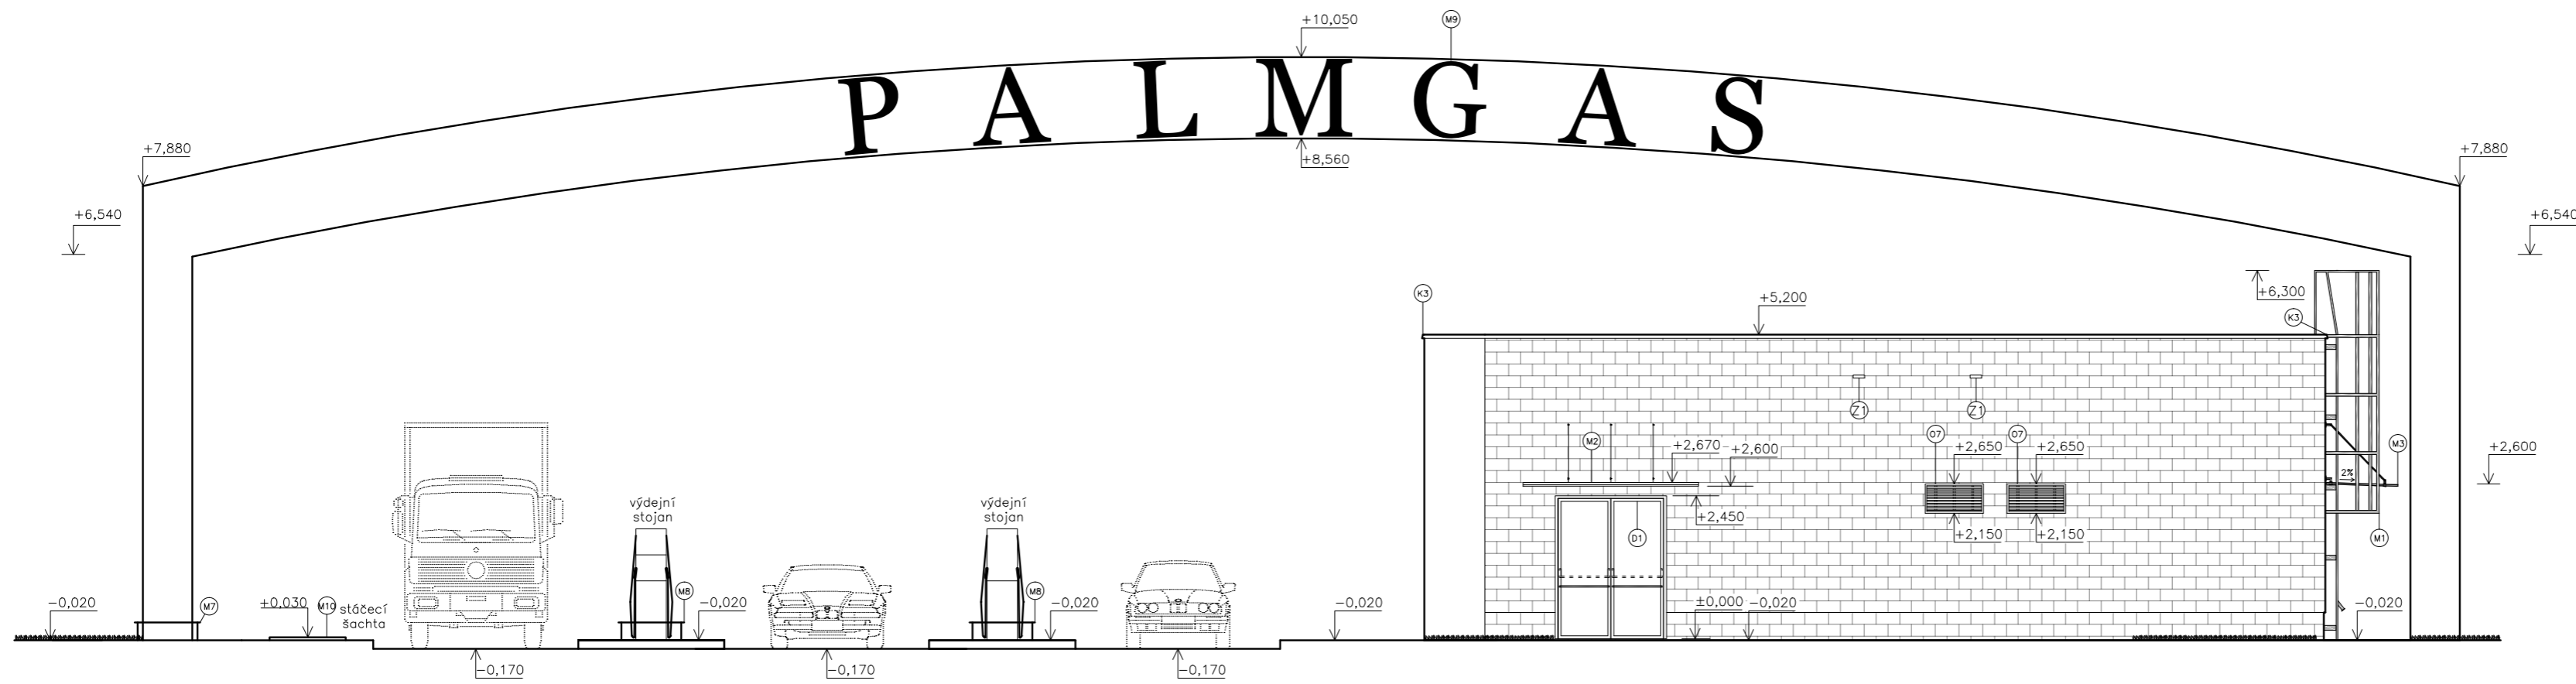 +10,050
M9
PALMGAS
+7,880
+8,560
+7,880
+6,540
+6,540
K3
+5,200
+6,300
K3
Z1
Z1
M2
+2,670
+2,600
O7
+2,650
O7
+2,650
M3
+2,600
2%
výdejní
stojan
výdejní
stojan
+2,450
D1
+2,150
+2,150
M1
-0,020
M7
±0,030
M10
stáčecí
šachta
M8
-0,020
M8
-0,020
-0,020
±0,000
-0,020
-0,020
-0,170
-0,170
-0,170